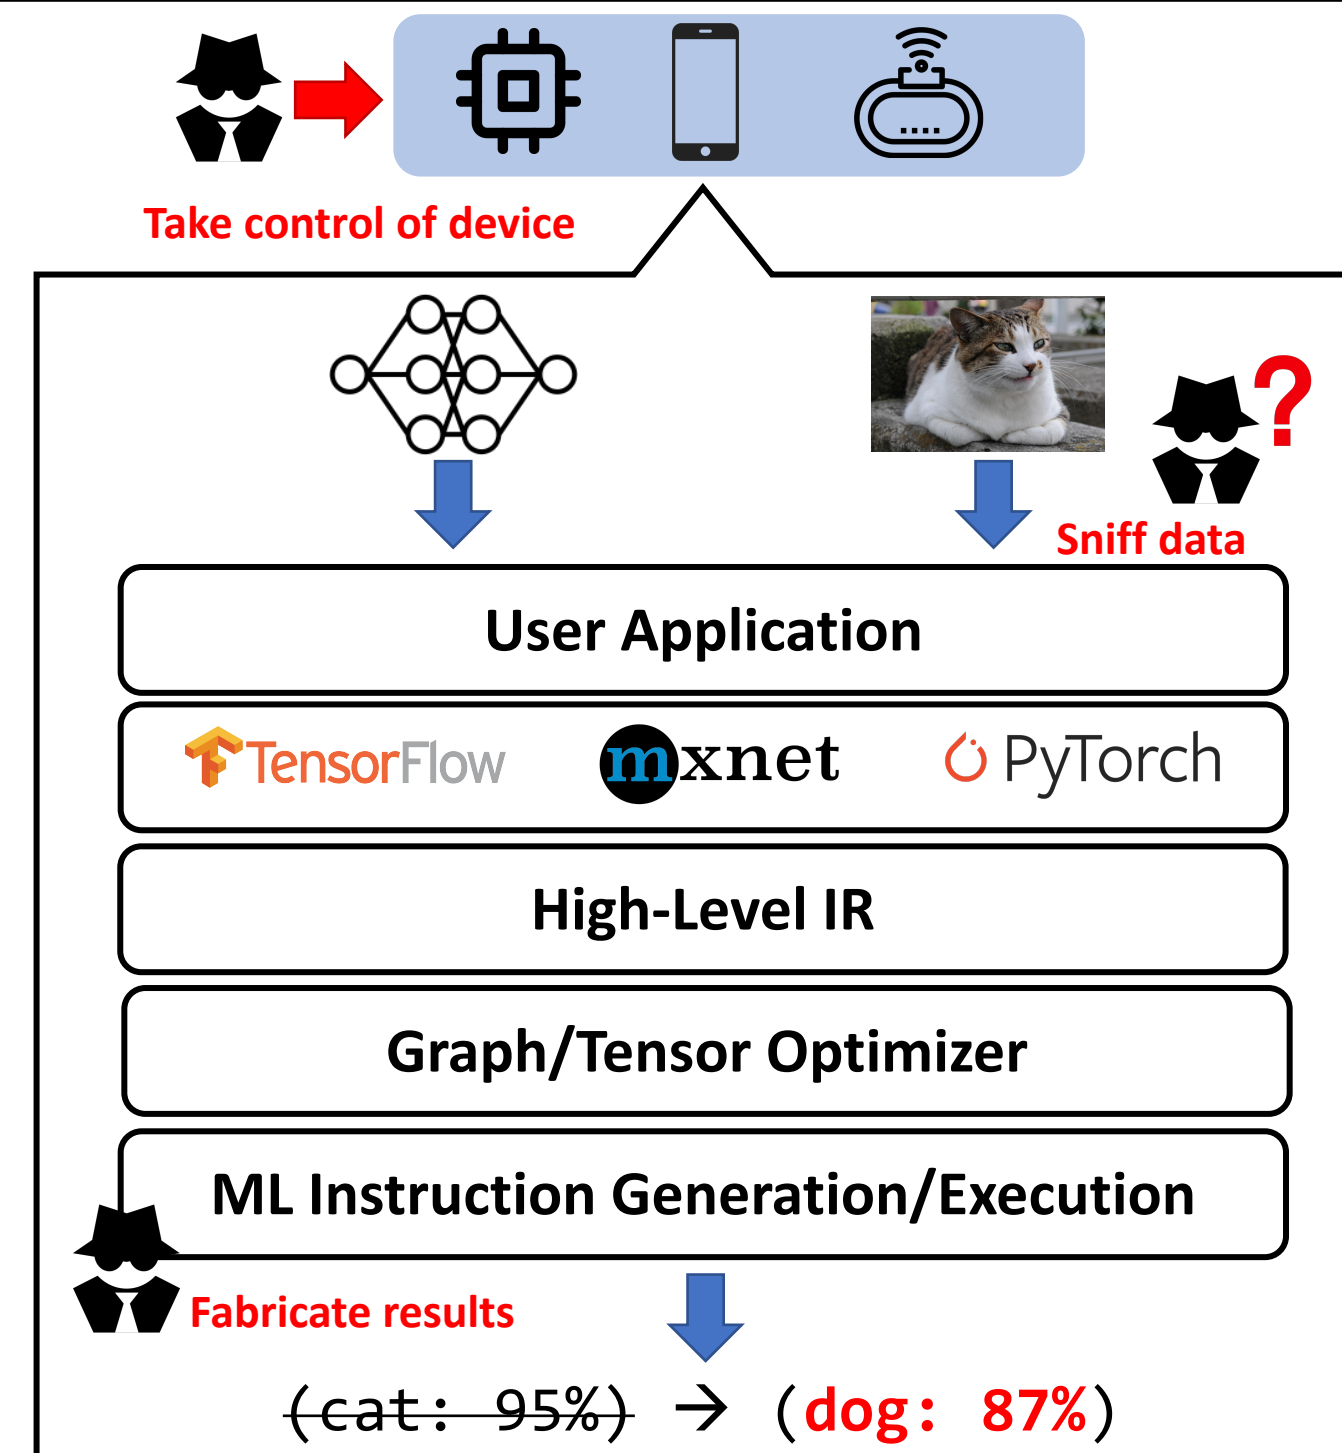 Take control of device
?
Sniff data
User Application
TensorFlow mxnet PyTorch
High-Level IR
Graph/Tensor Optimizer
ML Instruction Generation/Execution
Fabricate results
(cat: 95%) → (dog: 87%)